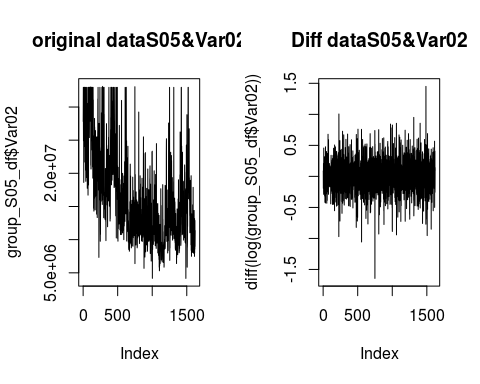 original dataS05&Var02
group_S05_df$Var02
5.0e+06
2.0e+07
0
500
1500
Index
Diff dataS05&Var02
diff(log(group_S05_df$Var02))
-1.5
-0.5
0.5
1.5
0
500
1500
Index